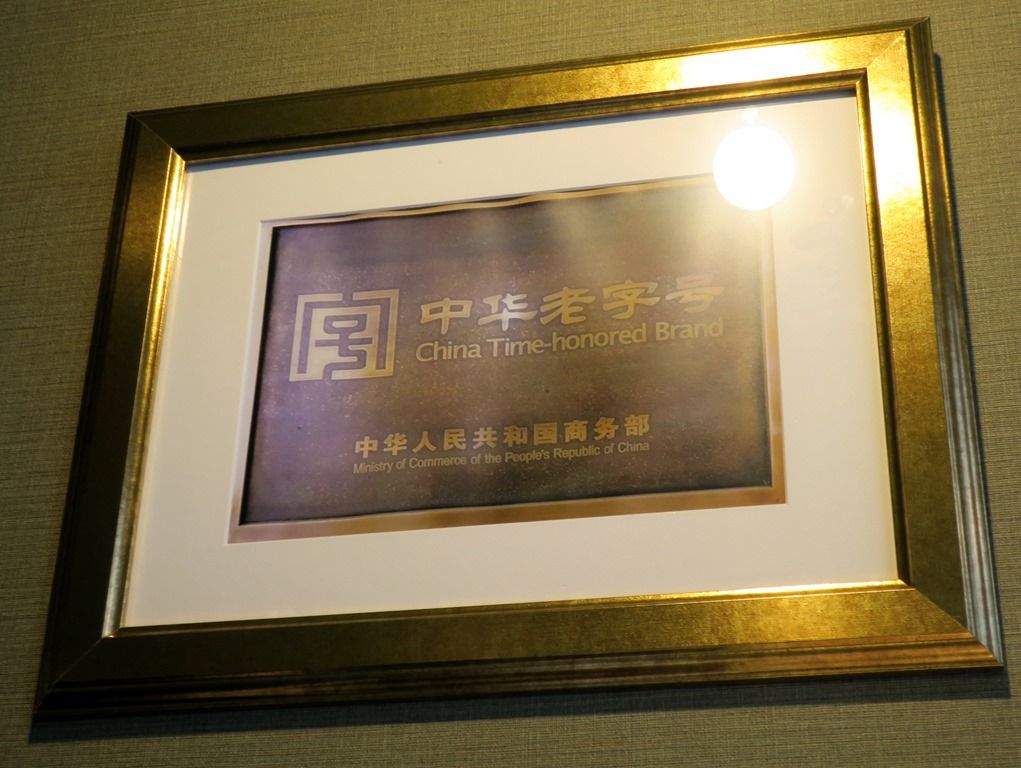 中华老字号
China Time-honored Brand
中华人民共和国商务部
Ministry of Commerce of the People's Republic of China